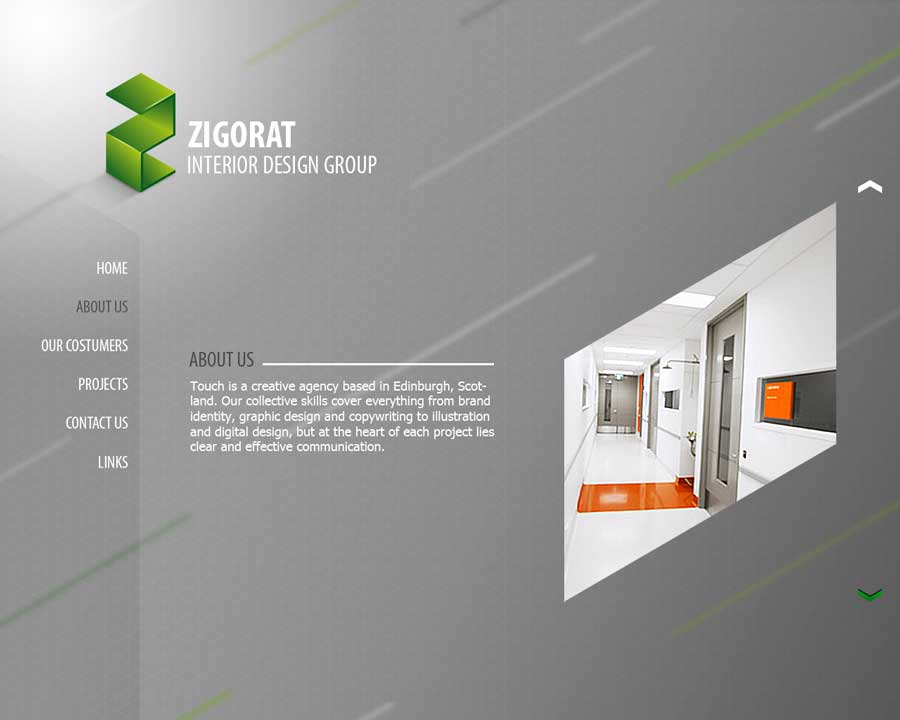 ZIGORAT
INTERIOR DESIGN GROUP
HOME
ABOUT US
OUR COSTUMERS
PROJECTS
CONTACT US
LINKS
ABOUT US
Touch is a creative agency based in Edinburgh, Scot-
land. Our collective skills cover everything from brand
identity, graphic design and copywriting to illustration
and digital design, but at the heart of each project lies
clear and effective communication.